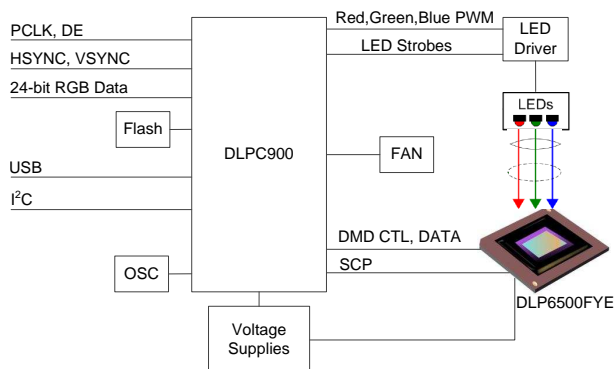 Red,Green,Blue PWM
LED Strobes
LED
Driver
PCLK, DE
HSYNC, VSYNC
24-bit RGB Data
Flash
USB
I²C
OSC
DLPC900
FAN
LEDs
DMD CTL, DATA
SCP
DLP6500FYE
Voltage
Supplies